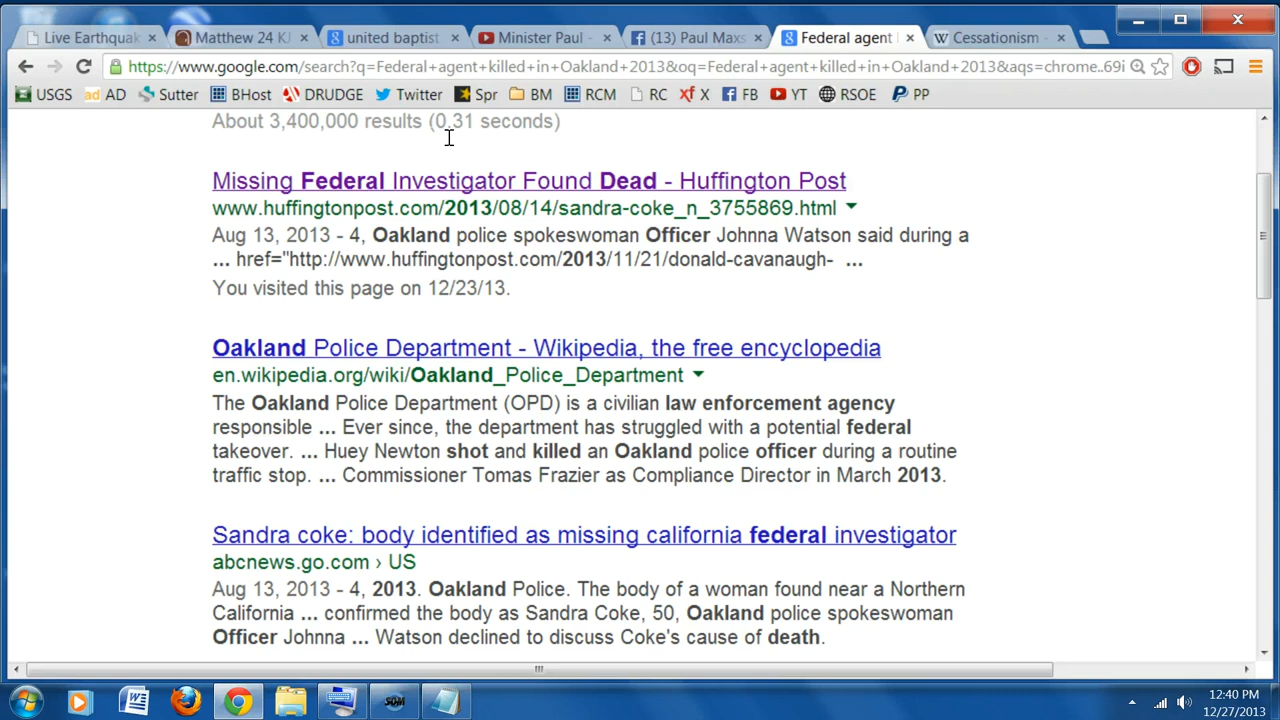 Live Earthquak
Matthew 24 KJ
united baptist
Minister Paul -
(13) Paul Maxs
Federal agent
Cessationism -
https://www.google.com/search?q=Federal+agent+killed+in+Oakland+2013&oq=Federal+agent+killed+in+Oakland+2013&aqs=chrome..69i
USGS ad AD Sutter BHost DRUDGE Twitter Spr BM RCM RC xf X FB YT RSOE PP
About 3,400,000 results (0.31 seconds)
Missing Federal Investigator Found Dead - Huffington Post
www.huffingtonpost.com/2013/08/14/sandra-coke_n_3755869.html
Aug 13, 2013 - 4, Oakland police spokeswoman Officer Johnna Watson said during a
... href="http://www.huffingtonpost.com/2013/11/21/donald-cavanaugh- ...
You visited this page on 12/23/13.
Oakland Police Department - Wikipedia, the free encyclopedia
en.wikipedia.org/wiki/Oakland_Police_Department
The Oakland Police Department (OPD) is a civilian law enforcement agency
responsible ... Ever since, the department has struggled with a potential federal
takeover. ... Huey Newton shot and killed an Oakland police officer during a routine
traffic stop. ... Commissioner Tomas Frazier as Compliance Director in March 2013.
Sandra coke: body identified as missing california federal investigator
abcnews.go.com › US
Aug 13, 2013 - 4, 2013. Oakland Police. The body of a woman found near a Northern
California ... confirmed the body as Sandra Coke, 50, Oakland police spokeswoman
Officer Johnna ... Watson declined to discuss Coke's cause of death.
12:40 PM
12/27/2013